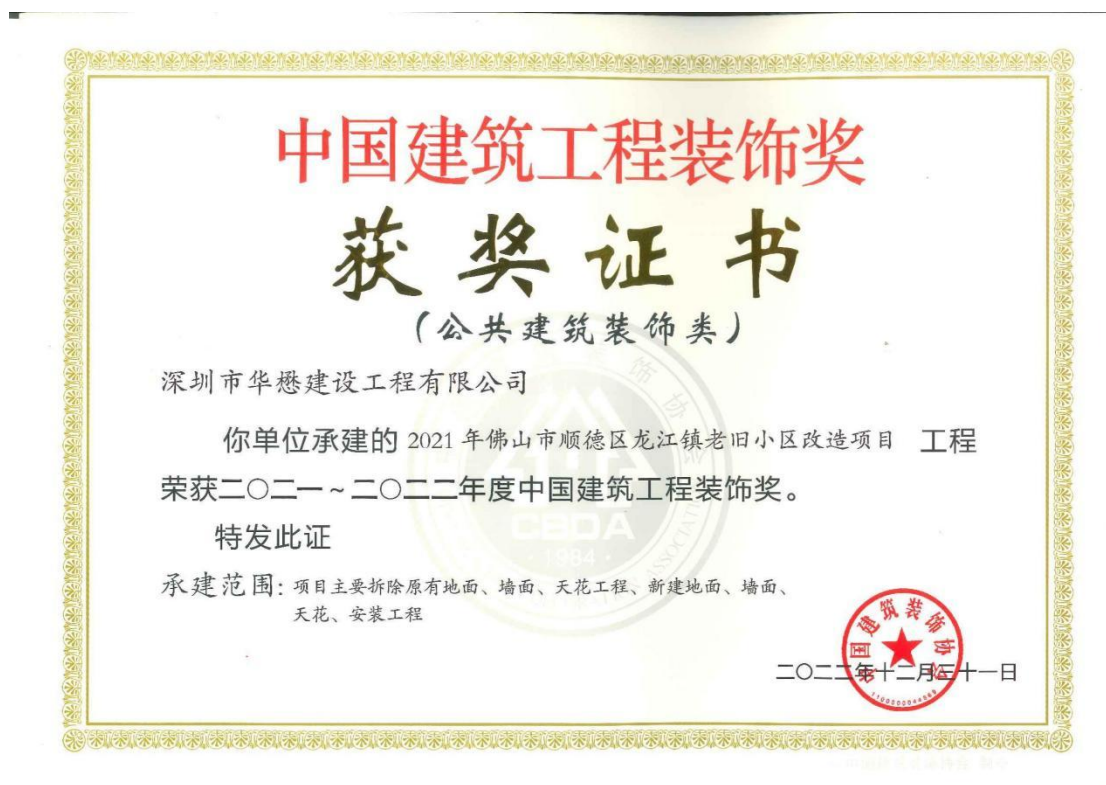 中国建筑工程装饰奖
获奖证书
(公共建筑装饰类)
深圳市华懋建设工程有限公司
你单位承建的 2021 年佛山市顺德区龙江镇老旧小区改造项目 工程
荣获二〇二一~二〇二二年度中国建筑工程装饰奖。
特发此证
承建范围:项目主要拆除原有地面、墙面、天花工程、新建地面、墙面、
天花、安装工程
二〇二二年十二月三十一日
中国建筑装饰协会
CBDA
·1984·